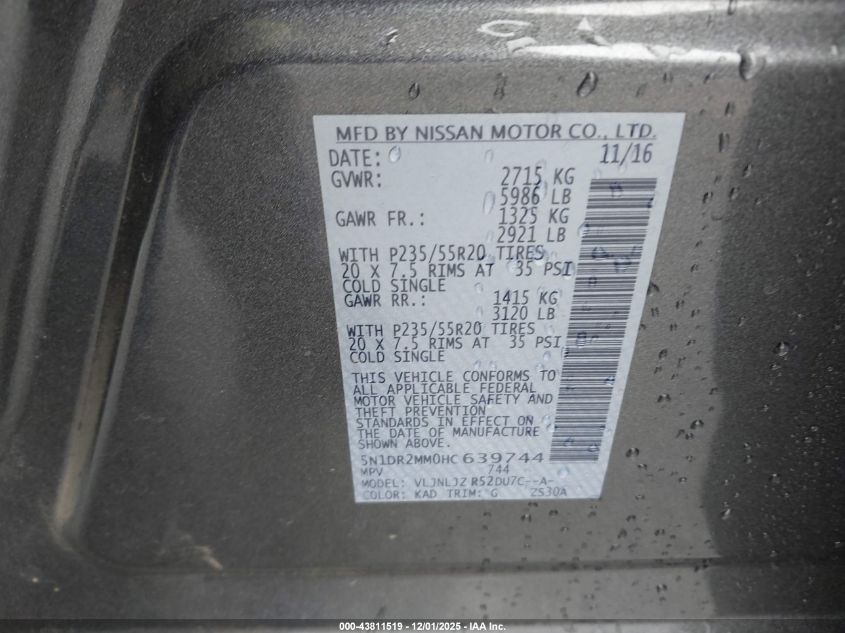 MFD BY NISSAN MOTOR CO., LTD.
DATE: 11/16
GVWR: 2715 KG
5986 LB
GAWR FR.: 1325 KG
2921 LB
WITH P235/55R20 TIRES
20 X 7.5 RIMS AT 35 PSI
COLD SINGLE
GAWR RR.: 1415 KG
3120 LB
WITH P235/55R20 TIRES
20 X 7.5 RIMS AT 35 PSI
COLD SINGLE
THIS VEHICLE CONFORMS TO
ALL APPLICABLE FEDERAL
MOTOR VEHICLE SAFETY AND
THEFT PREVENTION
STANDARDS IN EFFECT ON
THE DATE OF MANUFACTURE
SHOWN ABOVE.
5N1DR2MM0HC639744
MPV 744
MODEL: VLJNLJZ R52DU7C--A-
COLOR: KAD TRIM: G ZS30A
000-43811519 - 12/01/2025 - IAA Inc.